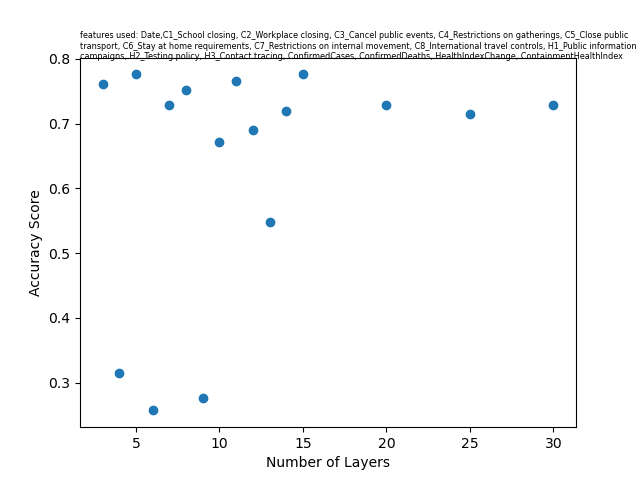 features used: Date,C1_School closing, C2_Workplace closing, C3_Cancel public events, C4_Restrictions on gatherings, C5_Close public
transport, C6_Stay at home requirements, C7_Restrictions on internal movement, C8_International travel controls, H1_Public information
campaigns, H2_Testing policy, H3_Contact tracing, ConfirmedCases, ConfirmedDeaths, HealthIndexChange, ContainmentHealthIndex
0.8
0.7
0.6
0.5
0.4
0.3
Accuracy Score
5 10 15 20 25 30
Number of Layers